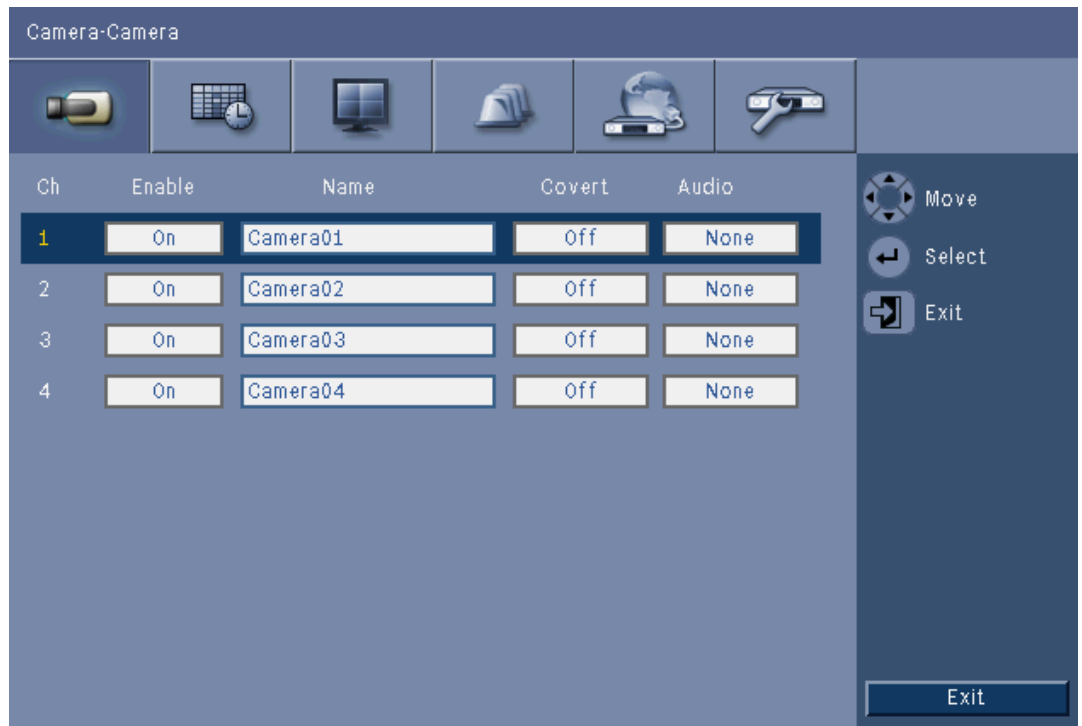 Camera-Camera
Ch Enable Name Covert Audio
1 On Camera01 Off None
2 On Camera02 Off None
3 On Camera03 Off None
4 On Camera04 Off None
Move
Select
Exit
Exit